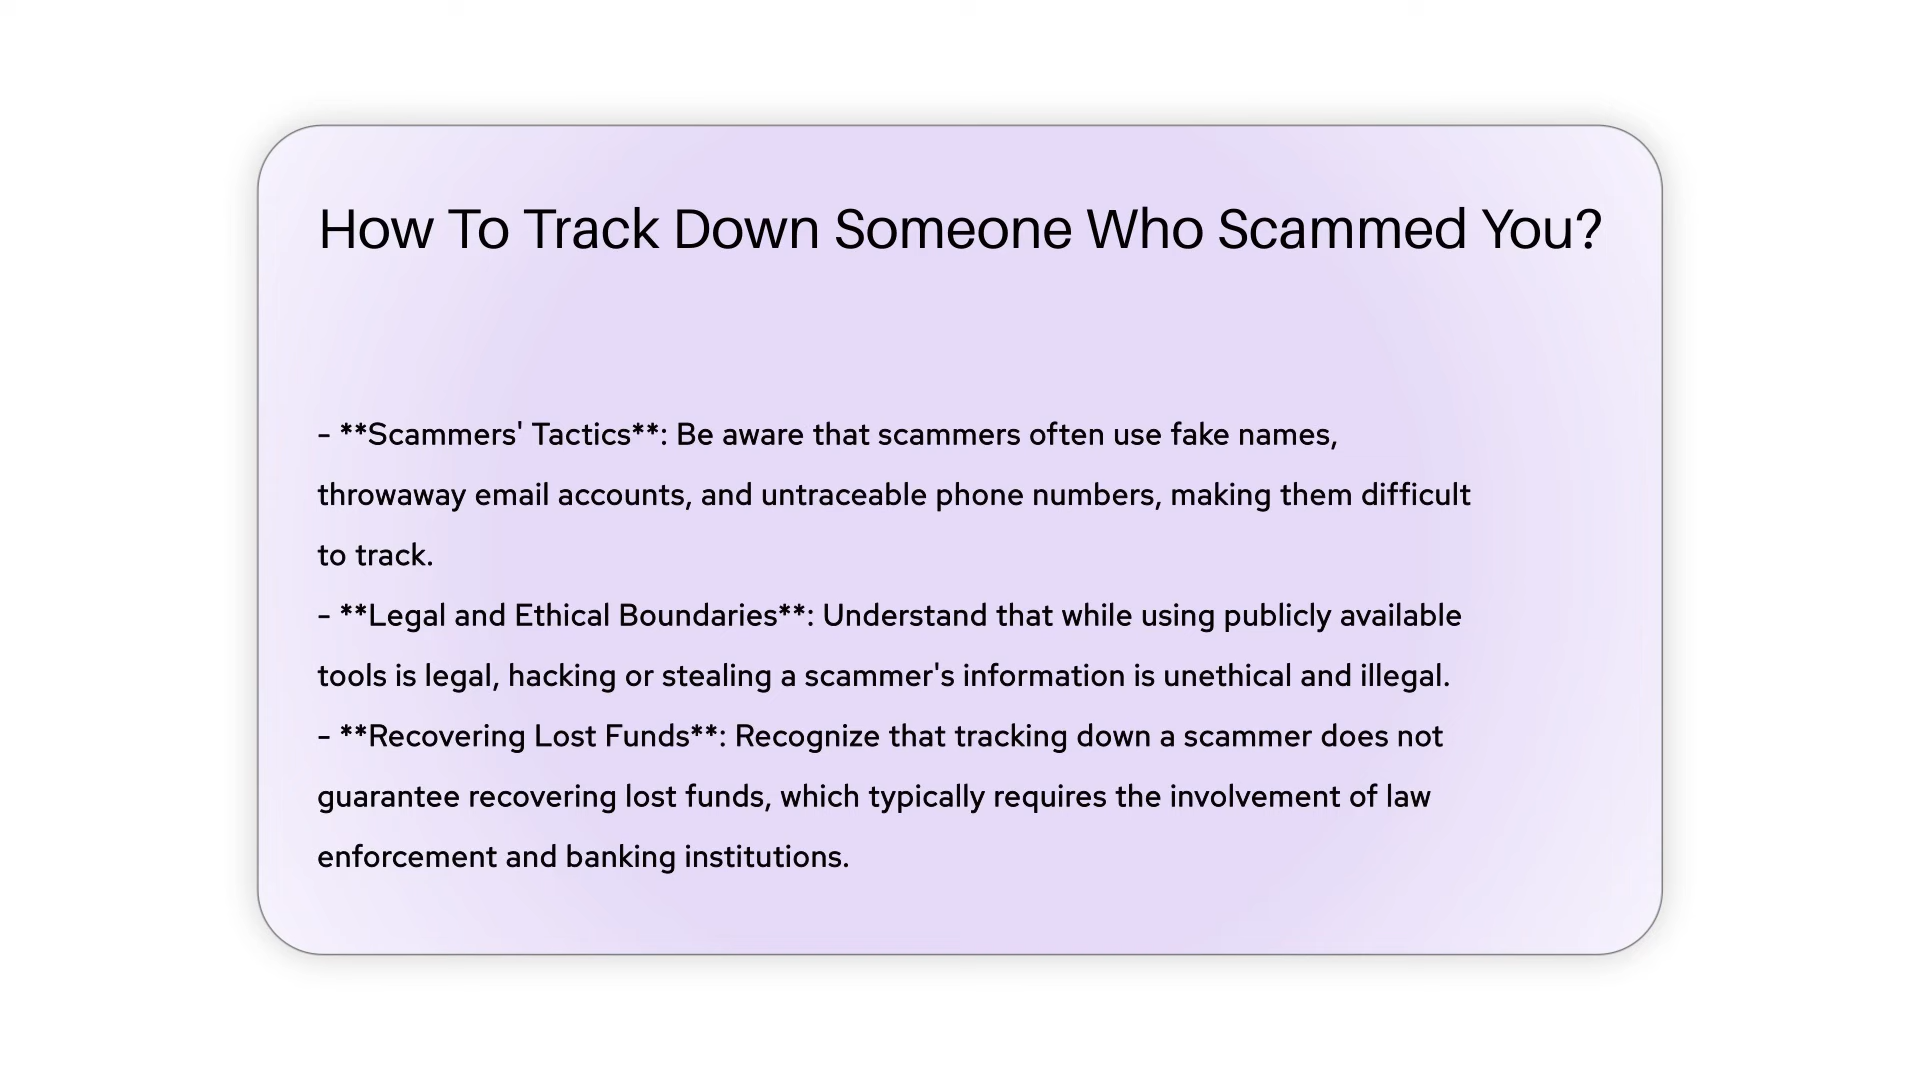 How To Track Down Someone Who Scammed You?
- **Scammers' Tactics**: Be aware that scammers often use fake names,
throwaway email accounts, and untraceable phone numbers, making them difficult
to track.
- **Legal and Ethical Boundaries**: Understand that while using publicly available
tools is legal, hacking or stealing a scammer's information is unethical and illegal.
- **Recovering Lost Funds**: Recognize that tracking down a scammer does not
guarantee recovering lost funds, which typically requires the involvement of law
enforcement and banking institutions.